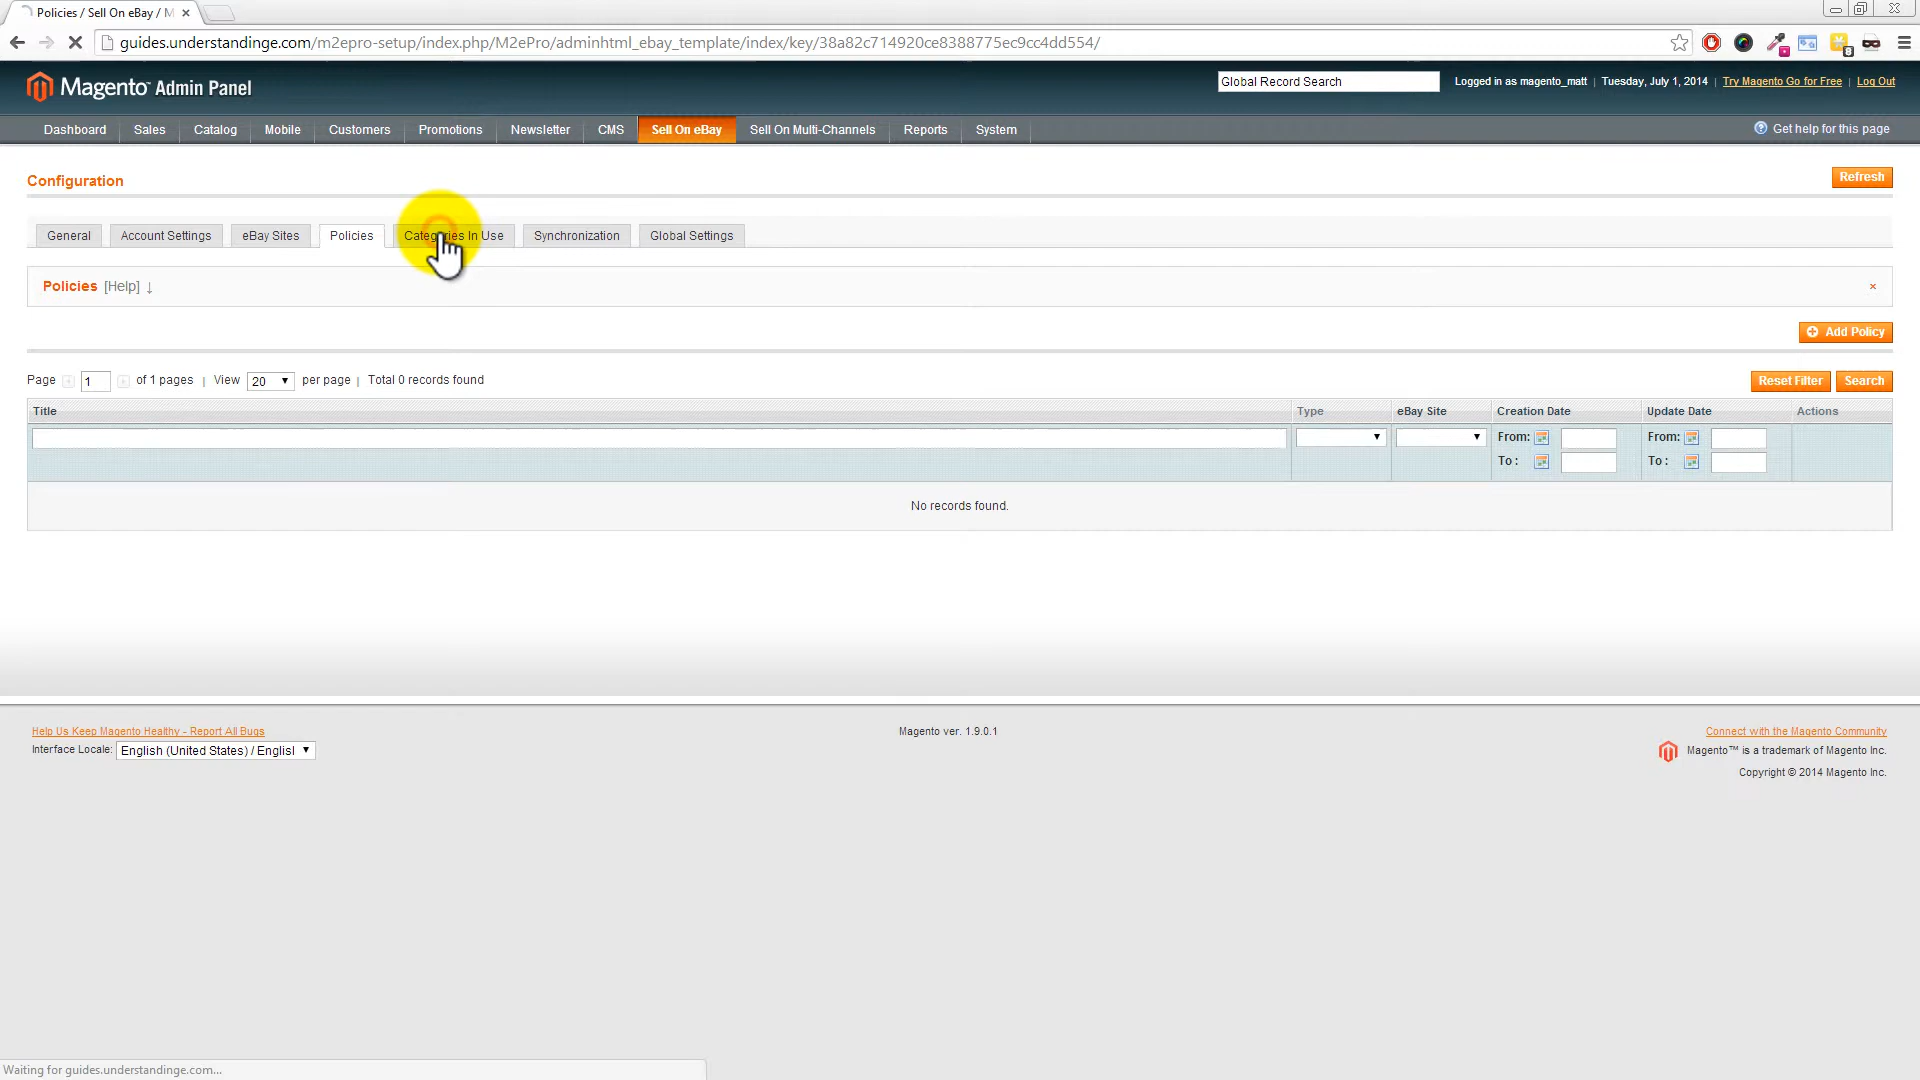 Policies / Sell On eBay / M
guides.understandinge.com/m2epro-setup/index.php/M2ePro/adminhtml_ebay_template/index/key/38a82c714920ce8388775ec9cc4dd554/
8
Magento™ Admin Panel
Global Record Search
Logged in as magento_matt | Tuesday, July 1, 2014 | Try Magento Go for Free | Log Out
Dashboard Sales Catalog Mobile Customers Promotions Newsletter CMS Sell On eBay Sell On Multi-Channels Reports System
Get help for this page
Configuration
Refresh
General Account Settings eBay Sites Policies Categories In Use Synchronization Global Settings
Policies [Help] ↓
×
Add Policy
Page 1 of 1 pages | View 20 per page | Total 0 records found
Reset Filter Search
Title Type eBay Site Creation Date Update Date Actions
From: From:
To : To :
No records found.
Help Us Keep Magento Healthy - Report All Bugs
Magento ver. 1.9.0.1
Connect with the Magento Community
Interface Locale: English (United States) / Englisl
Magento™ is a trademark of Magento Inc.
Copyright © 2014 Magento Inc.
Waiting for guides.understandinge.com...